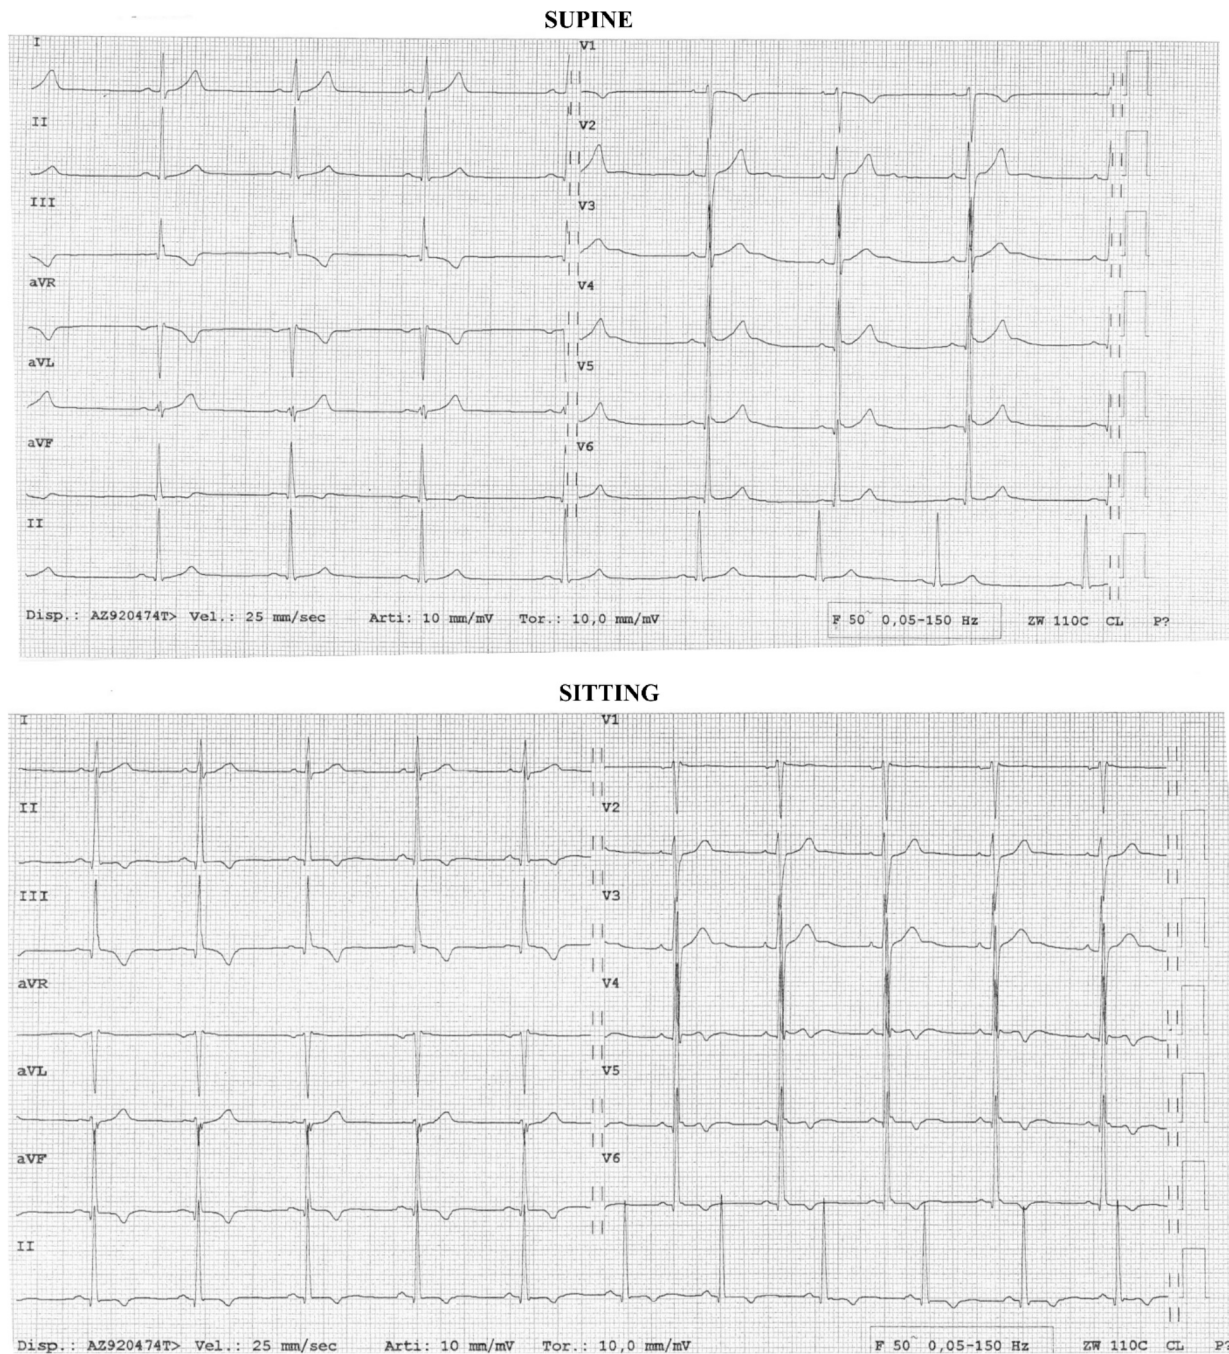 SUPINE
I
V1
II
V2
III
V3
aVR
V4
aVL
V5
aVF
V6
II
Disp.: AZ920474T> Vel.: 25 mm/sec Arti: 10 mm/mV Tor.: 10,0 mm/mV F 50~ 0,05-150 Hz ZW 110C CL P?
SITTING
I
V1
II
V2
III
V3
aVR
V4
aVL
V5
aVF
V6
II
Disp.: AZ920474T> Vel.: 25 mm/sec Arti: 10 mm/mV Tor.: 10,0 mm/mV F 50~ 0,05-150 Hz ZW 110C CL